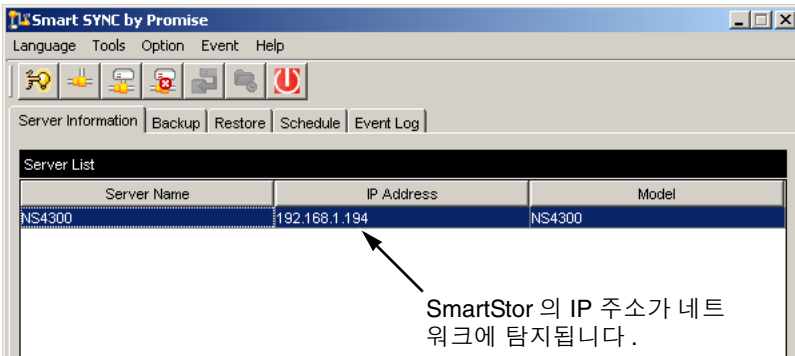 Smart SYNC by Promise
Language Tools Option Event Help
Server Information Backup Restore Schedule Event Log
Server List
Server Name IP Address Model
NS4300 192.168.1.194 NS4300
SmartStor 의 IP 주소가 네트
워크에 탐지됩니다 .